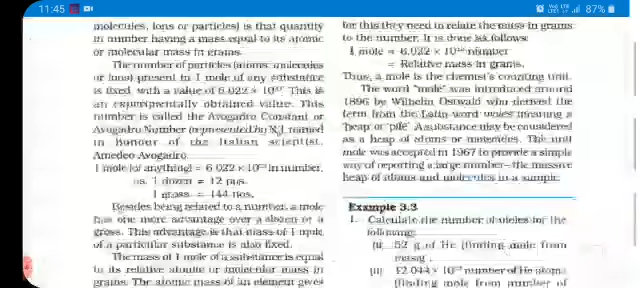 11:45
87%
molecules, ions or particles) is that quantity
in number having a mass equal to its atomic
or molecular mass in grams.
The number of particles (atoms, molecules
or ions) present in 1 mole of any substance
is fixed, with a value of 6.022 × 10 This is
an experimentally obtained value. This
number is called the Avogadro Constant or
Avogadro Number (represented by N), named
in honour of the Italian scientist,
Amedeo Avogadro.
1 mole (of anything) = 6.022 × 10 in number,
as, 1 dozen = 12 nos.
1 gross = 144 nos.
Besides being related to a number, a mole
has one more advantage over a dozen or a
gross. This advantage is that mass of 1 mole
of a particular substance is also fixed.
The mass of 1 mole of a substance is equal
to its relative atomic or molecular mass in
grams. The atomic mass of an element gives
for this they need to relate the mass in grams
to the number. It is done as follows:
1 mole = 6.022 × 10 number
= Relative mass in grams.
Thus, a mole is the chemist's counting unit.
The word "mole" was introduced around
1896 by Wilhelm Ostwald who derived the
term from the Latin word moles meaning a
'heap' or 'pile'. A substance may be considered
as a heap of atoms or molecules. The unit
mole was accepted in 1967 to provide a simple
way of reporting a large number–the massive
heap of atoms and molecules in a sample.
Example 3.3
1. Calculate the number of moles for the
following:
(i) 52 g of He (finding mole from
mass)
(ii) 12.044 × 10 number of He atoms
(finding mole from number of